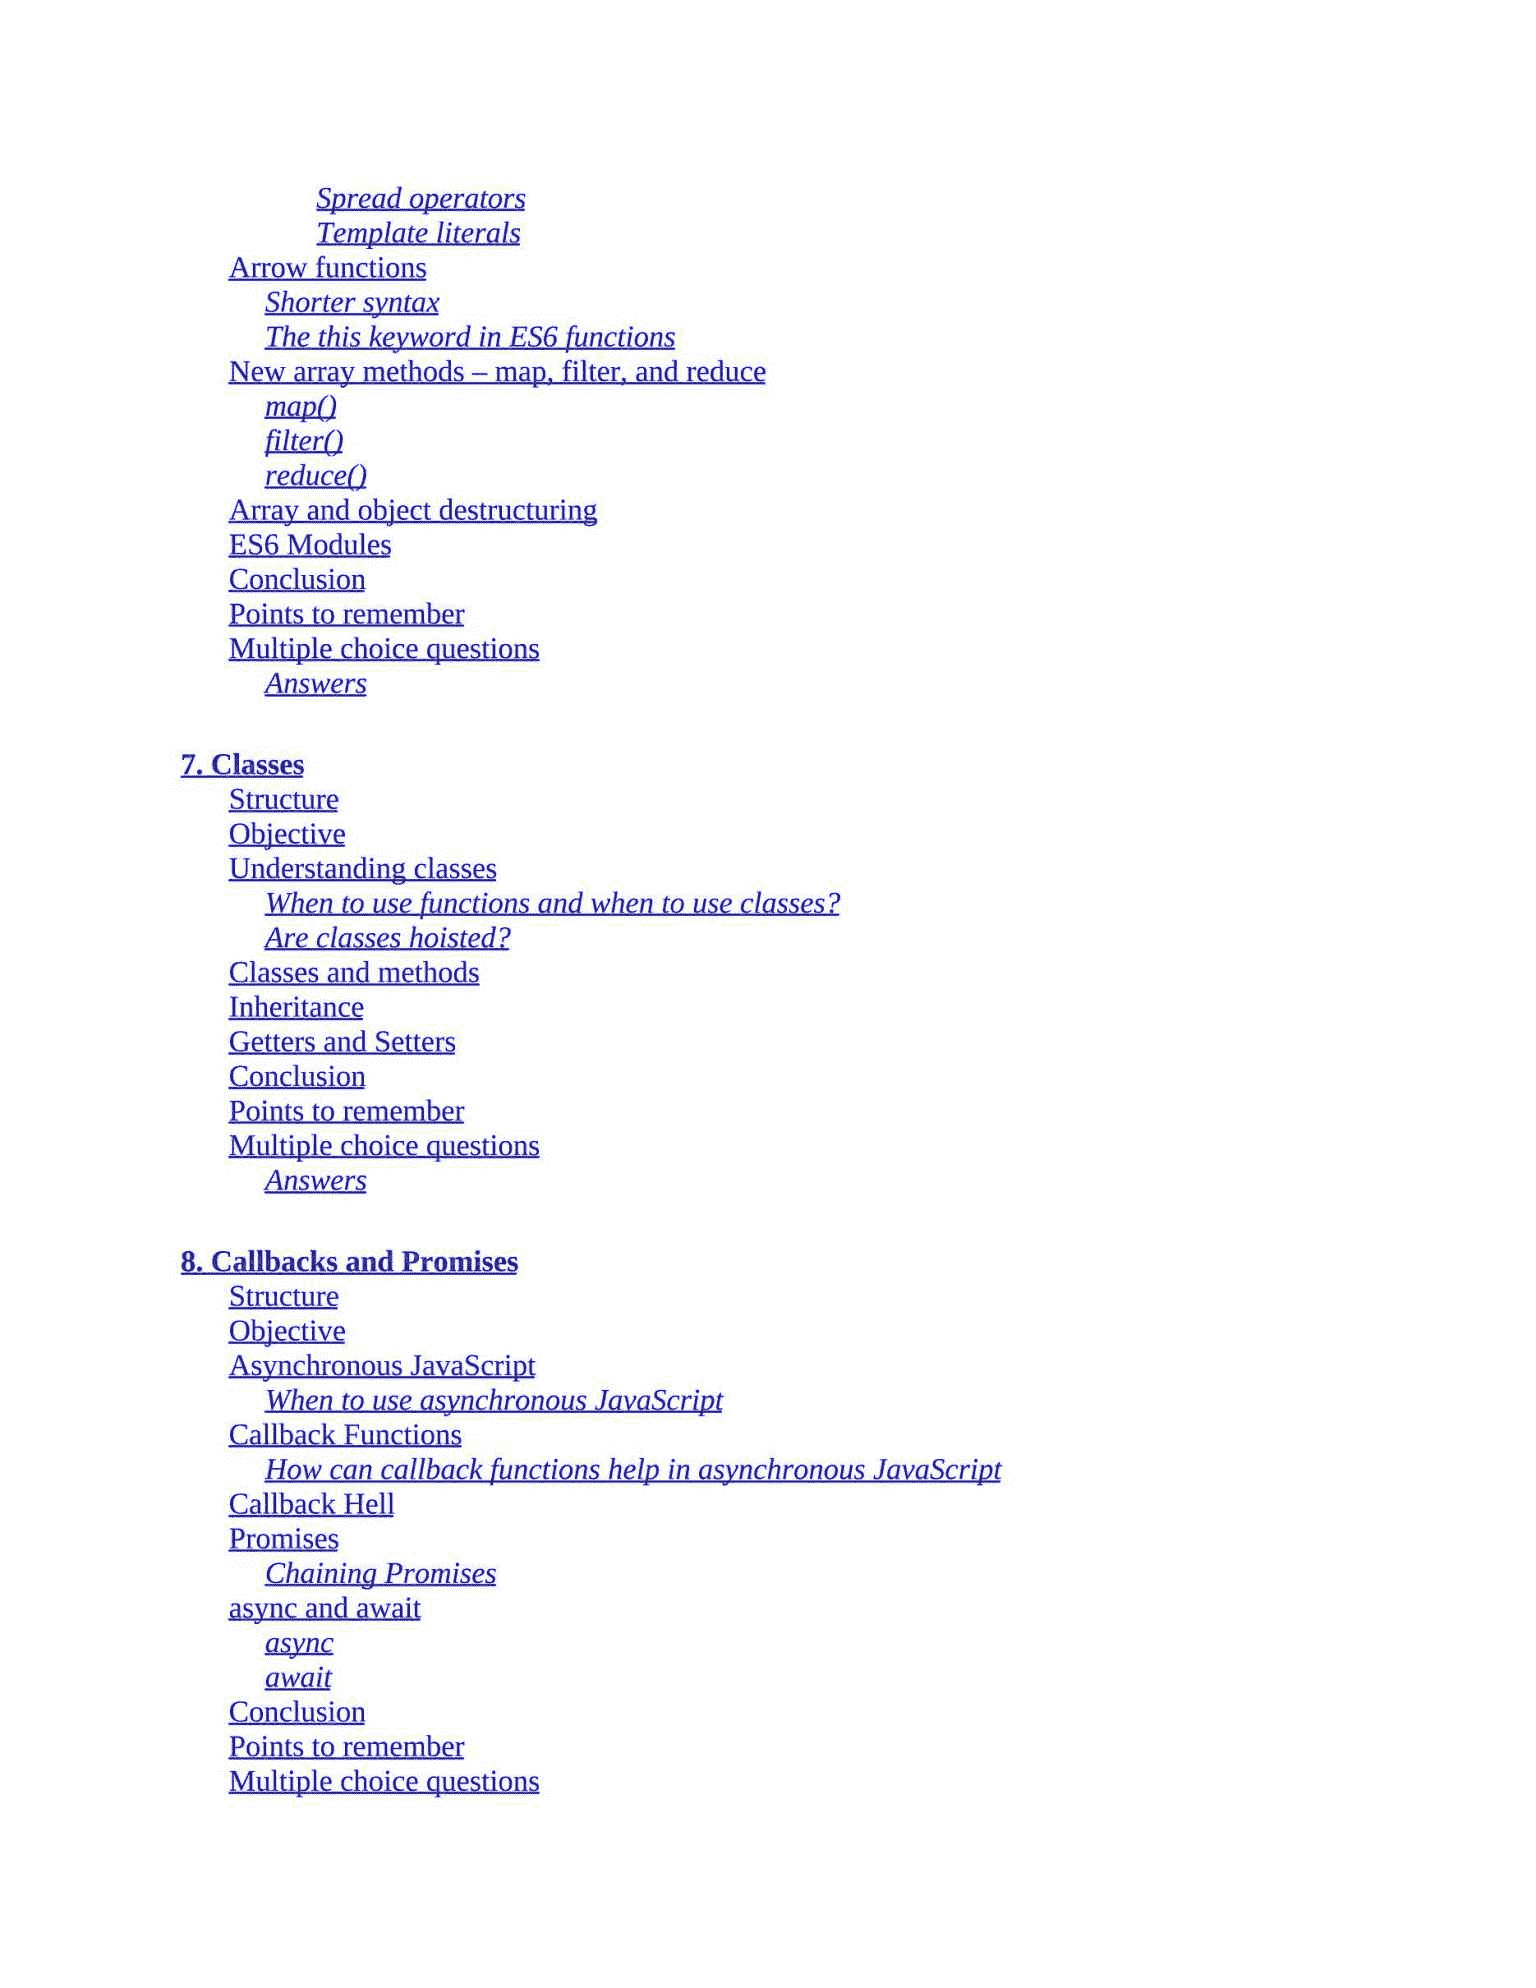 Spread operators
Template literals
Arrow functions
Shorter syntax
The this keyword in ES6 functions
New array methods – map, filter, and reduce
map()
filter()
reduce()
Array and object destructuring
ES6 Modules
Conclusion
Points to remember
Multiple choice questions
Answers
7. Classes
Structure
Objective
Understanding classes
When to use functions and when to use classes?
Are classes hoisted?
Classes and methods
Inheritance
Getters and Setters
Conclusion
Points to remember
Multiple choice questions
Answers
8. Callbacks and Promises
Structure
Objective
Asynchronous JavaScript
When to use asynchronous JavaScript
Callback Functions
How can callback functions help in asynchronous JavaScript
Callback Hell
Promises
Chaining Promises
async and await
async
await
Conclusion
Points to remember
Multiple choice questions